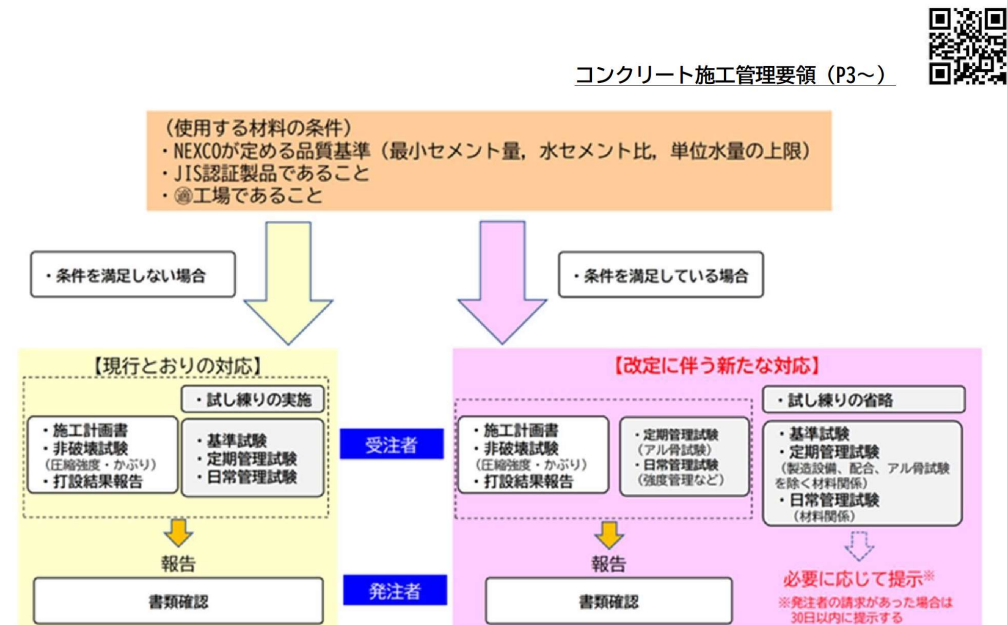 コンクリート施工管理要領（P3～）
（使用する材料の条件）
・NEXCOが定める品質基準（最小セメント量，水セメント比，単位水量の上限）
・JIS認証製品であること
・㊜工場であること
・条件を満足しない場合
・条件を満足している場合
【現行とおりの対応】
・試し練りの実施
・施工計画書
・非破壊試験
（圧縮強度・かぶり）
・打設結果報告
・基準試験
・定期管理試験
・日常管理試験
報告
書類確認
受注者
発注者
【改定に伴う新たな対応】
・施工計画書
・非破壊試験
（圧縮強度・かぶり）
・打設結果報告
・定期管理試験
（アル骨試験）
・日常管理試験
（強度管理など）
報告
書類確認
・試し練りの省略
・基準試験
・定期管理試験
（製造設備、配合、アル骨試験
を除く材料関係）
・日常管理試験
（材料関係）
必要に応じて提示※
※発注者の請求があった場合は
30日以内に提示する